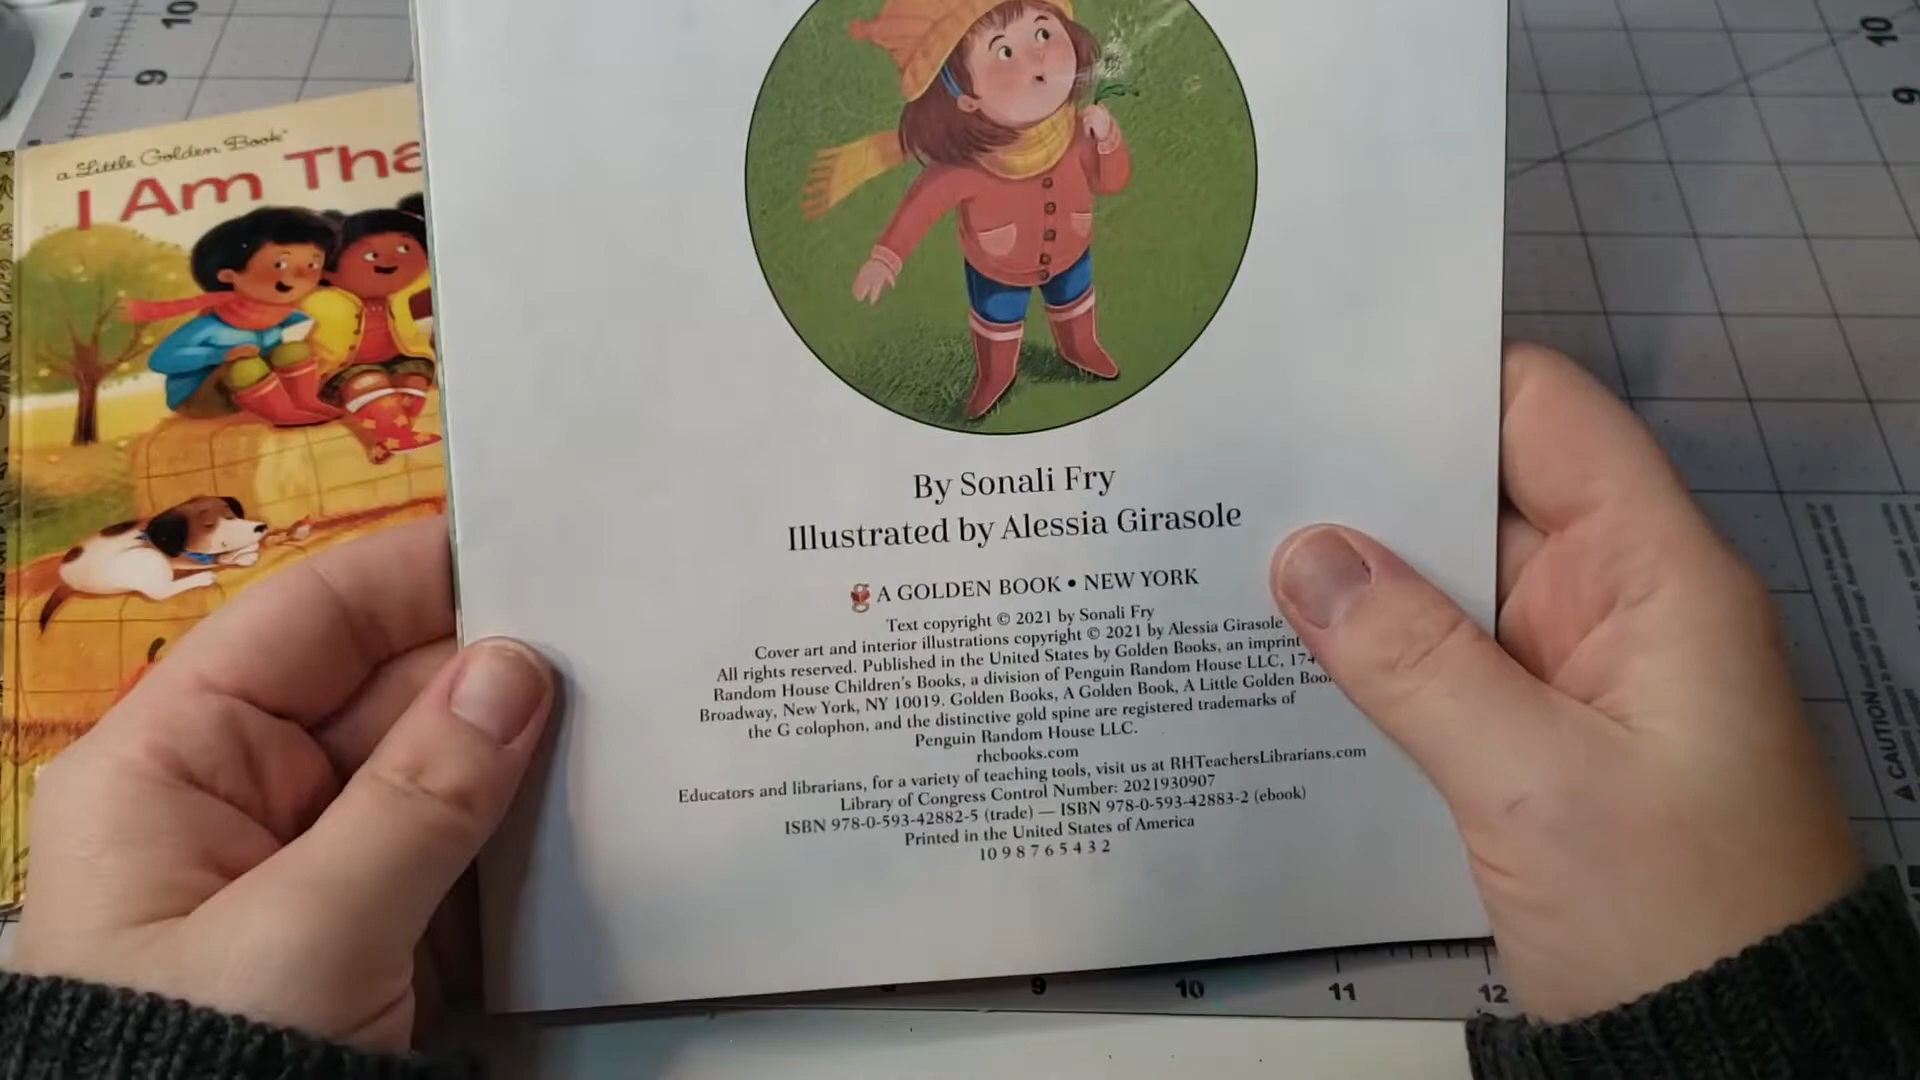 a Little Golden Book
I Am Tha
By Sonali Fry
Illustrated by Alessia Girasole
A GOLDEN BOOK • NEW YORK
Text copyright © 2021 by Sonali Fry
Cover art and interior illustrations copyright © 2021 by Alessia Girasole
All rights reserved. Published in the United States by Golden Books, an imprint
Random House Children's Books, a division of Penguin Random House LLC, 174
Broadway, New York, NY 10019. Golden Books, A Golden Book, A Little Golden Boo
the G colophon, and the distinctive gold spine are registered trademarks of
Penguin Random House LLC.
rhcbooks.com
Educators and librarians, for a variety of teaching tools, visit us at RHTeachersLibrarians.com
Library of Congress Control Number: 2021930907
ISBN 978-0-593-42882-5 (trade) — ISBN 978-0-593-42883-2 (ebook)
Printed in the United States of America
10 9 8 7 6 5 4 3 2
10
9
10
9
9
10
11
12
CAUTION